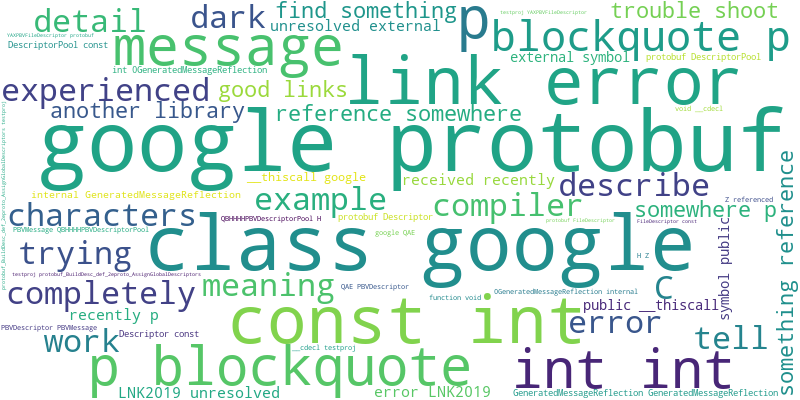 YAXPBVFileDescriptor protobuf
testproj YAXPBVFileDescriptor
detail
dark
find something
trouble shoot
p
unresolved external
DescriptorPool const
message
blockquote p
external symbol
protobuf DescriptorPool
int OGeneratedMessageReflection
link error
experienced
good links
another library
reference somewhere
void __cdecl
google protobuf
__thiscall google
received recently
describe
internal GeneratedMessageReflection
example
compiler
somewhere p
Z referenced
characters
QBHHHHPBVDescriptorPool H
protobuf Descriptor
protobuf FileDescriptor
FileDescriptor const
PBVMessage QBHHHHPBVDescriptorPool
class google
google QAE
trying
H Z
testproj protobuf_BuildDesc_def_2eproto_AssignGlobalDescriptors
completely
meaning
QAE PBVDescriptor
C
OGeneratedMessageReflection internal
function void
const int
public __thiscall
recently p
error
PBVDescriptor PBVMessage
Descriptor const
work
__cdecl testproj
tell
p blockquote
int int
LNK2019 unresolved
error LNK2019
GeneratedMessageReflection GeneratedMessageReflection
protobuf_BuildDesc_def_2eproto_AssignGlobalDescriptors testproj
symbol public
something reference